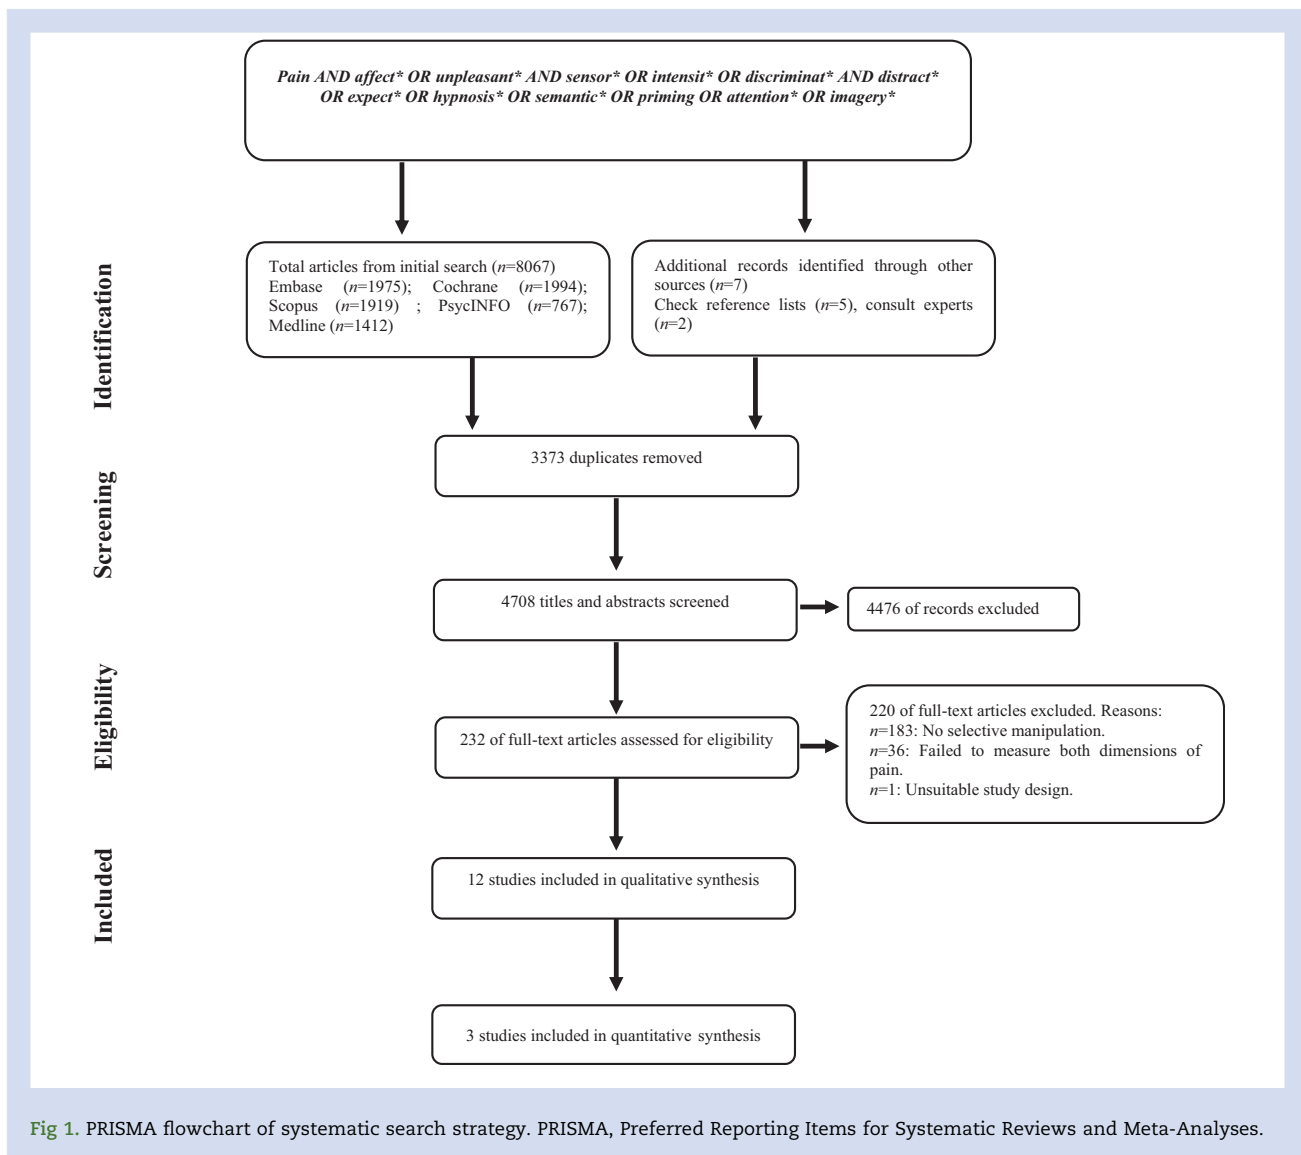 Pain AND affect* OR unpleasant* AND sensor* OR intensit* OR discriminat* AND distract*
OR expect* OR hypnosis* OR semantic* OR priming OR attention* OR imagery*
Identification
Total articles from initial search (n=8067)
Embase (n=1975); Cochrane (n=1994);
Scopus (n=1919) ; PsycINFO (n=767);
Medline (n=1412)
Additional records identified through other
sources (n=7)
Check reference lists (n=5), consult experts
(n=2)
Screening
3373 duplicates removed
4708 titles and abstracts screened
4476 of records excluded
Eligibility
232 of full-text articles assessed for eligibility
220 of full-text articles excluded. Reasons:
n=183: No selective manipulation.
n=36: Failed to measure both dimensions of
pain.
n=1: Unsuitable study design.
Included
12 studies included in qualitative synthesis
3 studies included in quantitative synthesis
Fig 1. PRISMA flowchart of systematic search strategy. PRISMA, Preferred Reporting Items for Systematic Reviews and Meta-Analyses.